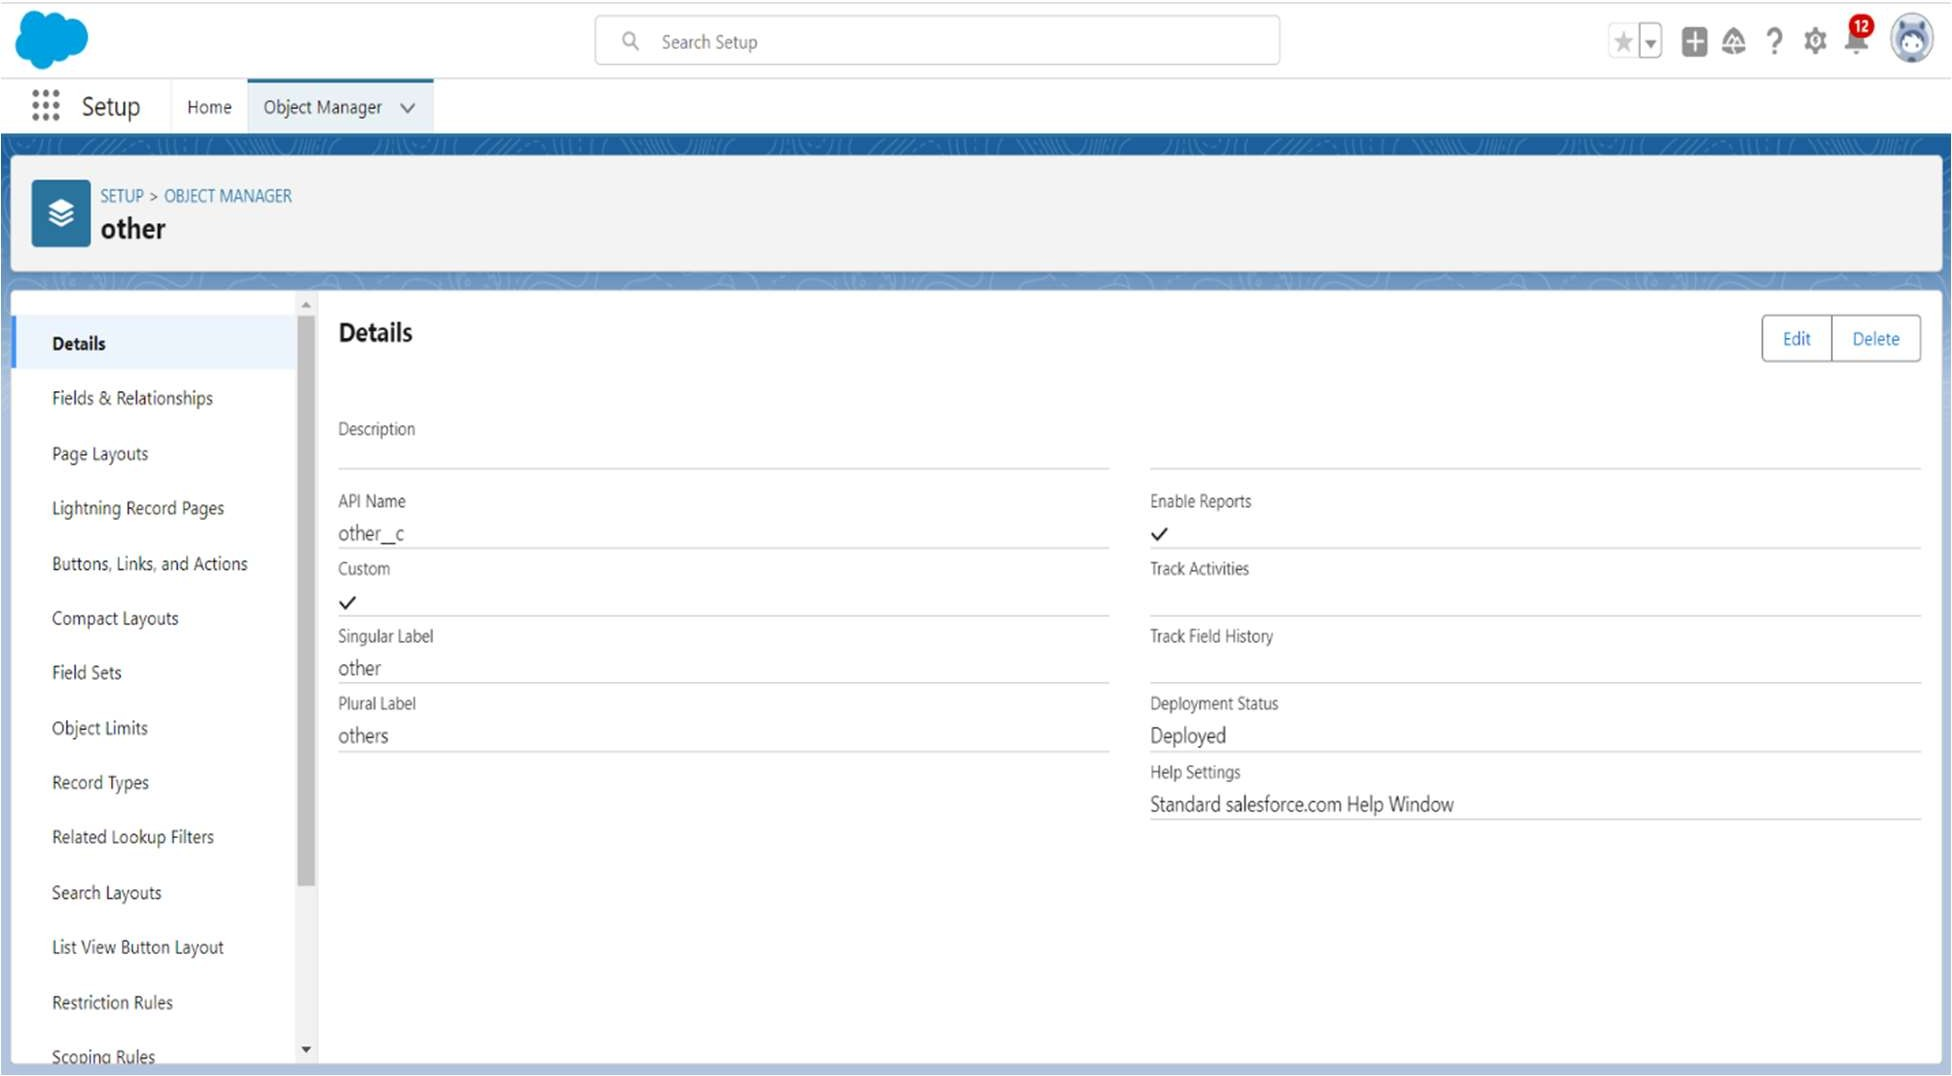 Search Setup
12
Setup
Home
Object Manager
SETUP > OBJECT MANAGER
other
Details
Fields & Relationships
Page Layouts
Lightning Record Pages
Buttons, Links, and Actions
Compact Layouts
Field Sets
Object Limits
Record Types
Related Lookup Filters
Search Layouts
List View Button Layout
Restriction Rules
Scoping Rules
Details
Edit
Delete
Description
API Name
other__c
Custom
Singular Label
other
Plural Label
others
Enable Reports
Track Activities
Track Field History
Deployment Status
Deployed
Help Settings
Standard salesforce.com Help Window